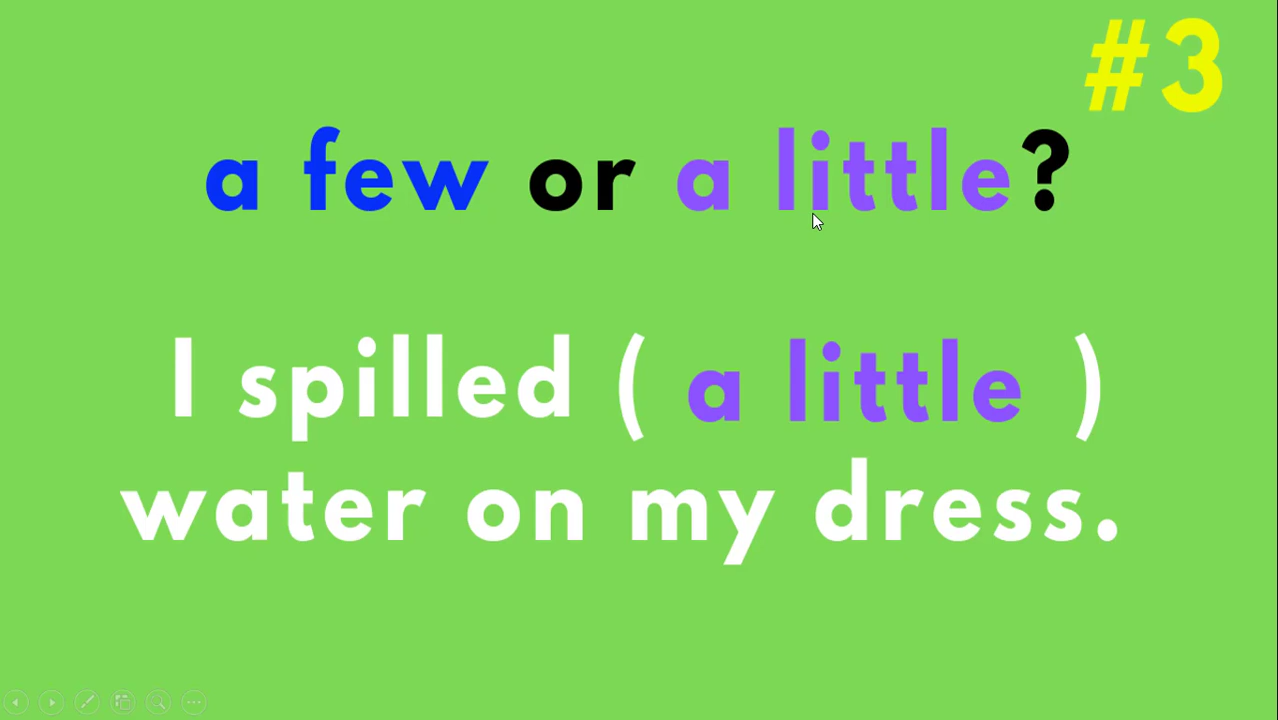 #3
a few or a little?
I spilled ( a little )
water on my dress.